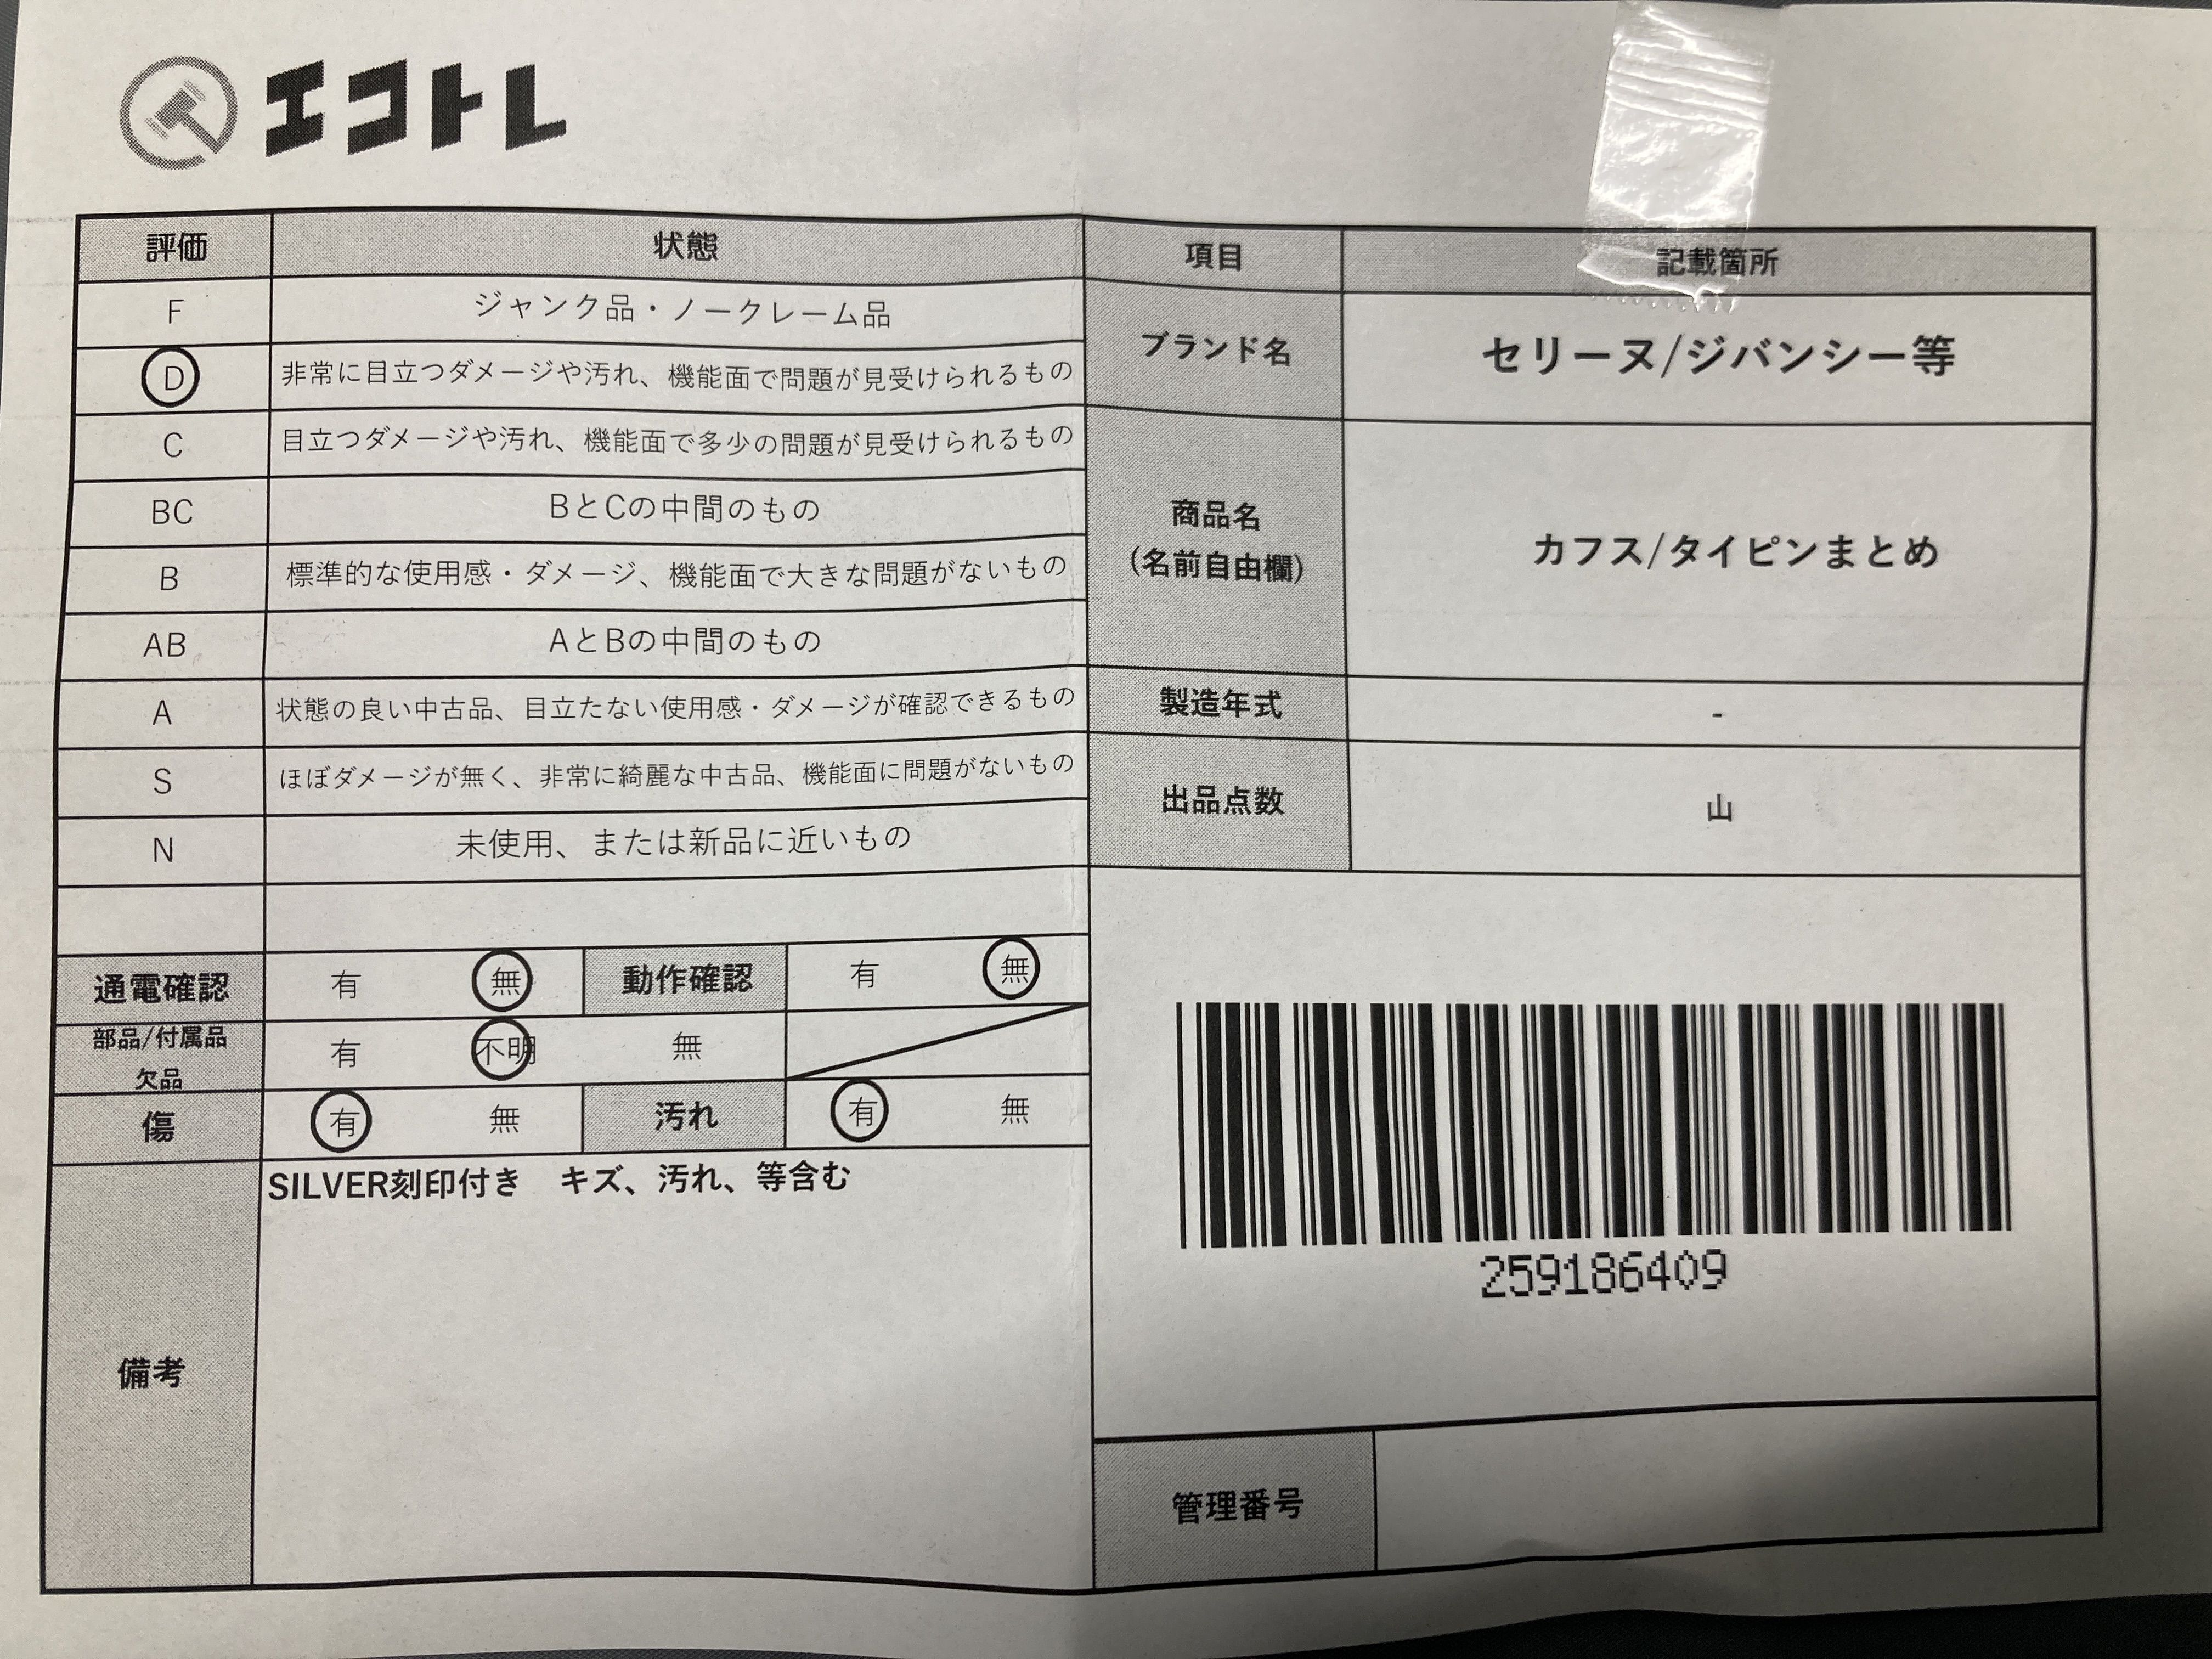 エコトレ
評価 状態
F ジャンク品・ノークレーム品
D 非常に目立つダメージや汚れ、機能面で問題が見受けられるもの
C 目立つダメージや汚れ、機能面で多少の問題が見受けられるもの
BC BとCの中間のもの
B 標準的な使用感・ダメージ、機能面で大きな問題がないもの
AB AとBの中間のもの
A 状態の良い中古品、目立たない使用感・ダメージが確認できるもの
S ほぼダメージが無く、非常に綺麗な中古品、機能面に問題がないもの
N 未使用、または新品に近いもの
通電確認 有 無 動作確認 有 無
部品/付属品
欠品
有 不明 無
傷 有 無 汚れ 有 無
備考
SILVER刻印付き　キズ、汚れ、等含む
項目 記載箇所
ブランド名 セリーヌ/ジバンシー等
商品名
(名前自由欄)
カフス/タイピンまとめ
製造年式 -
出品点数 山
259186409
管理番号